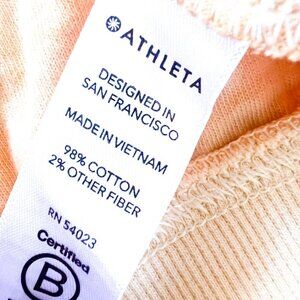 ATHLETA
DESIGNED IN
SAN FRANCISCO
MADE IN VIETNAM
98% COTTON
2% OTHER FIBER
RN 54023
Certified
B